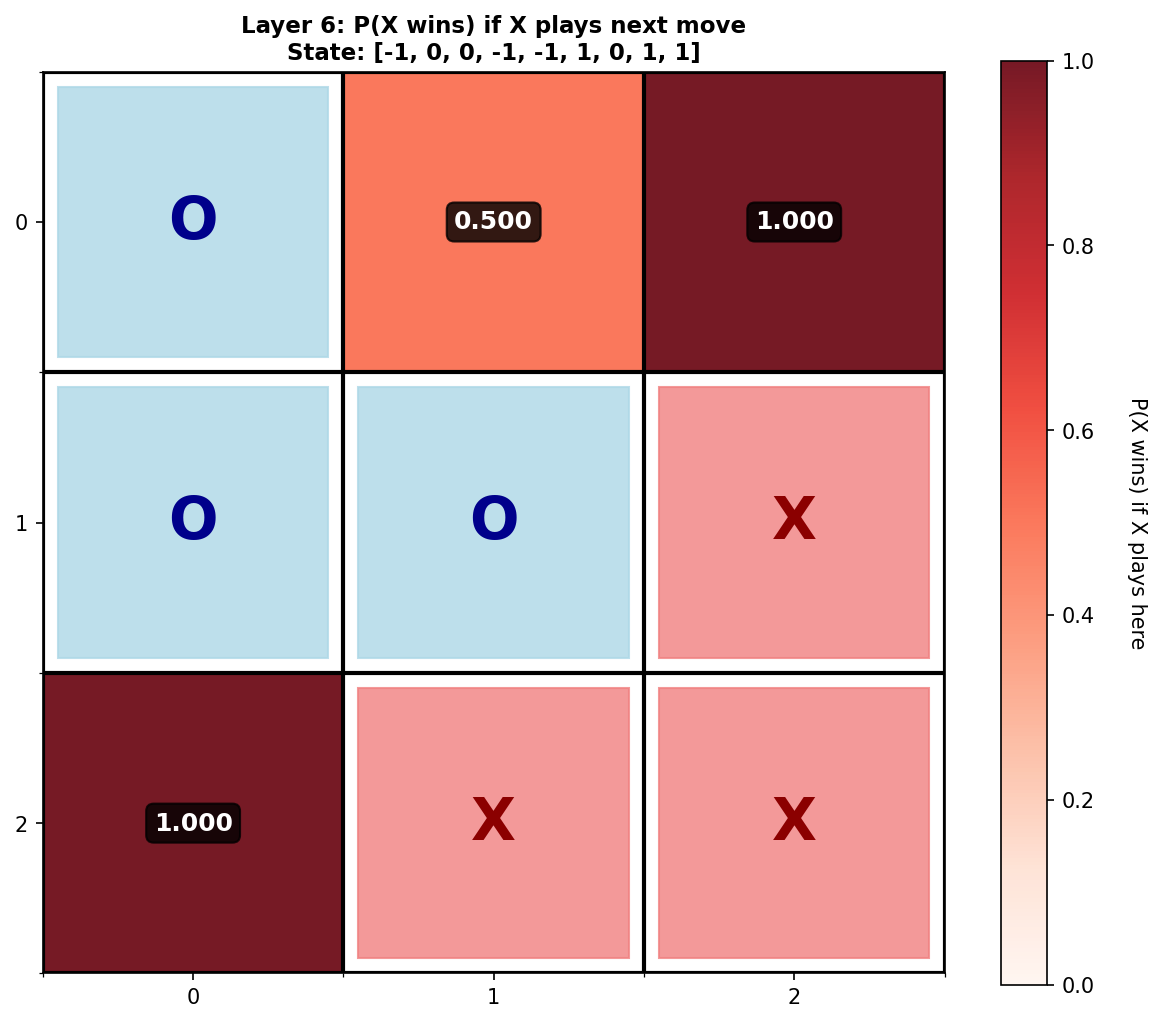 Layer 6: P(X wins) if X plays next move
State: [-1, 0, 0, -1, -1, 1, 0, 1, 1]
O
0.500
1.000
O
O
X
1.000
X
X
0
1
2
0
1
2
1.0
0.8
0.6
0.4
0.2
0.0
P(X wins) if X plays here